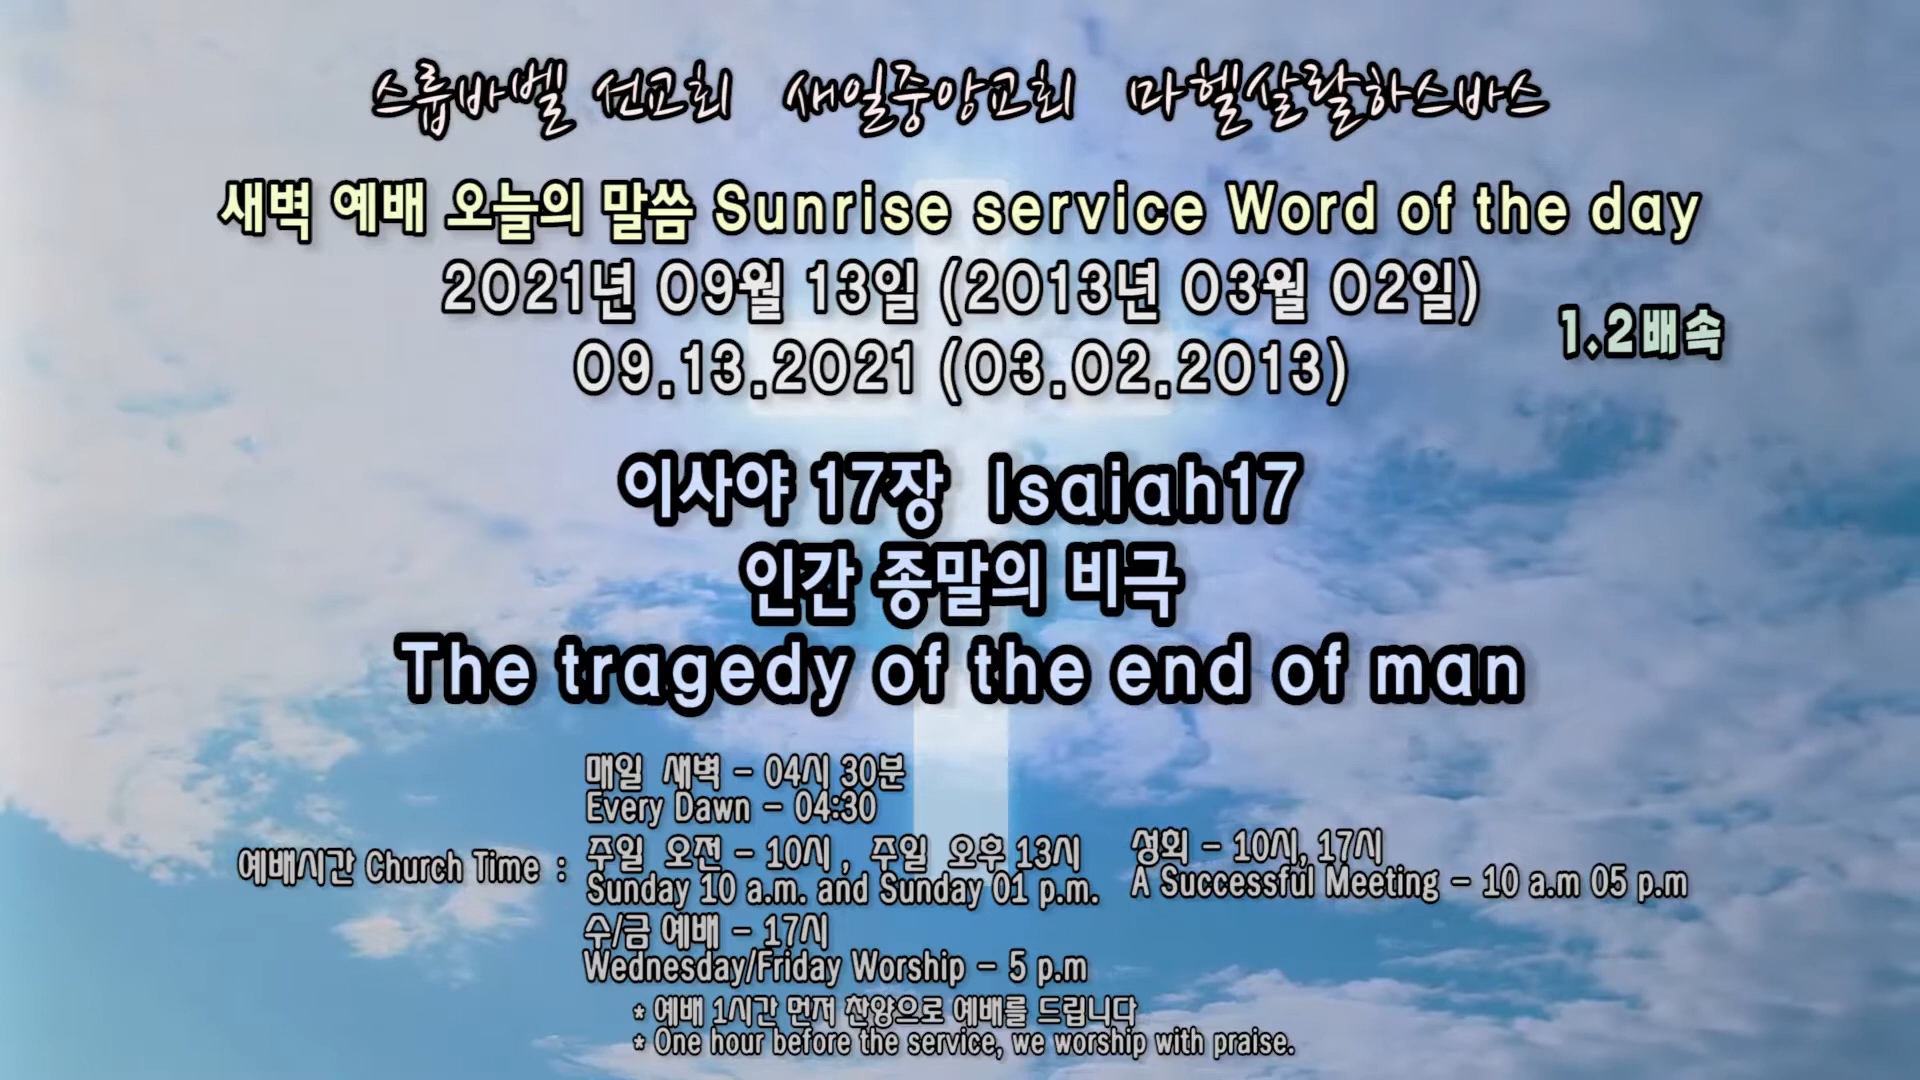 스룹바벨 선교회 새일중앙교회 마헬살랄하스바스
새벽 예배 오늘의 말씀 Sunrise service Word of the day
2021년 09월 13일 (2013년 03월 02일)
09.13.2021 (03.02.2013)
1.2배속
이사야 17장 Isaiah17
인간 종말의 비극
The tragedy of the end of man
예배시간 Church Time :
매일 새벽 - 04시 30분
Every Dawn - 04:30
주일 오전 - 10시 , 주일 오후 13시
Sunday 10 a.m. and Sunday 01 p.m.
성회 - 10시, 17시
A Successful Meeting - 10 a.m 05 p.m
수/금 예배 - 17시
Wednesday/Friday Worship - 5 p.m
* 예배 1시간 먼저 찬양으로 예배를 드립니다
* One hour before the service, we worship with praise.